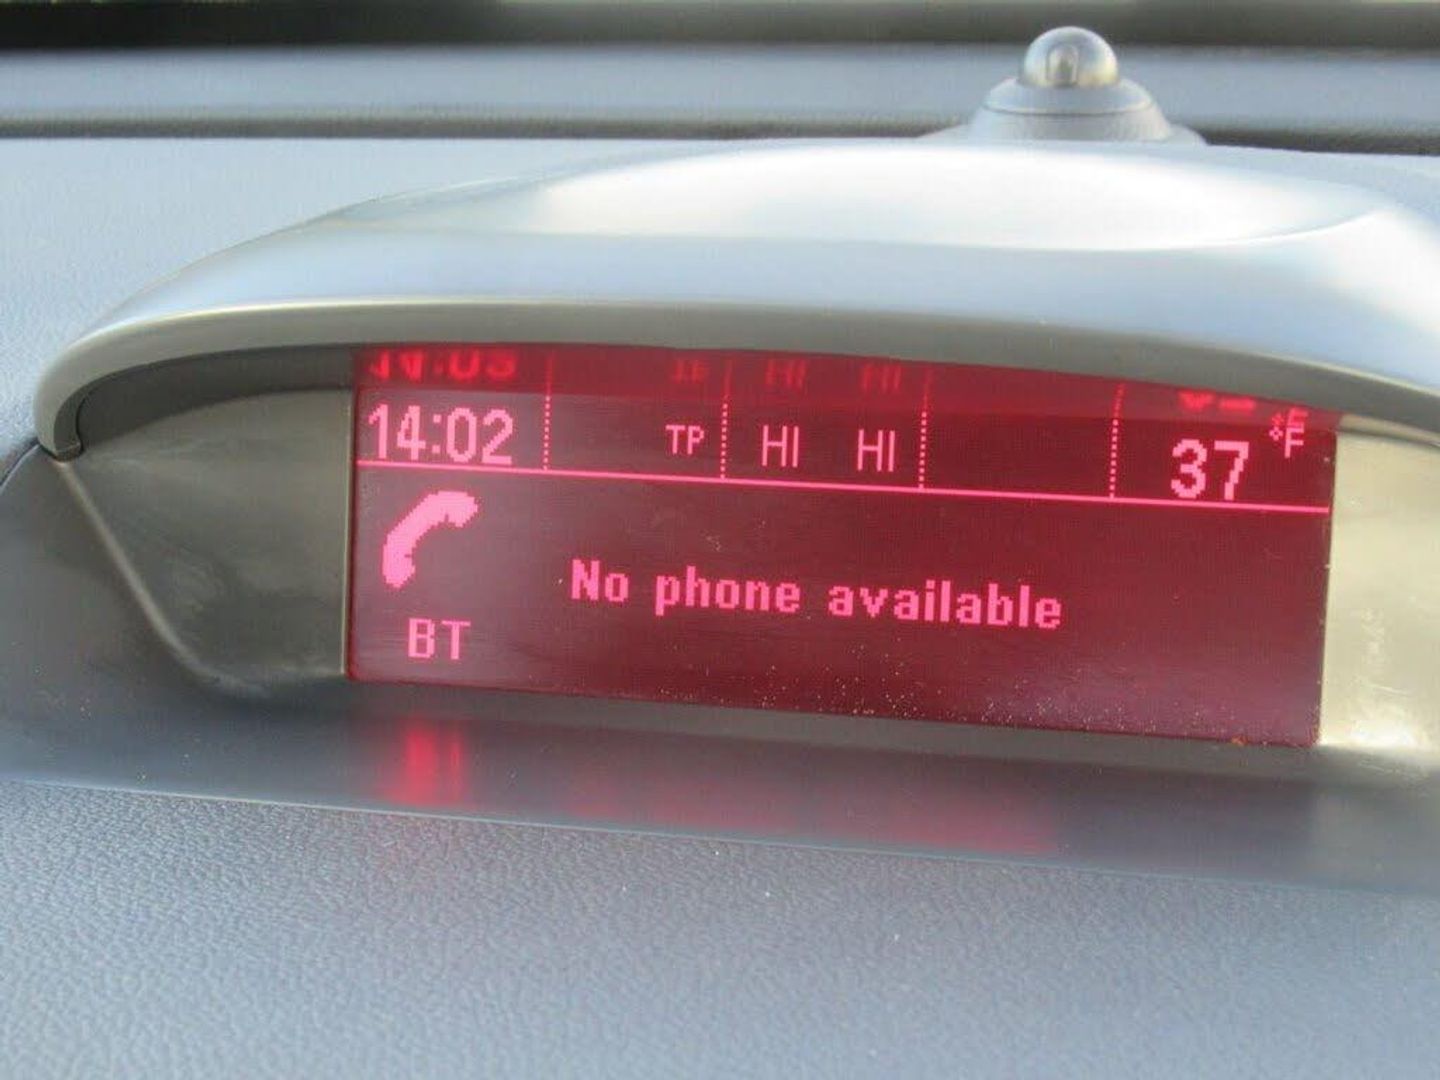 14:02 TP HI HI 37 °F
No phone available
BT